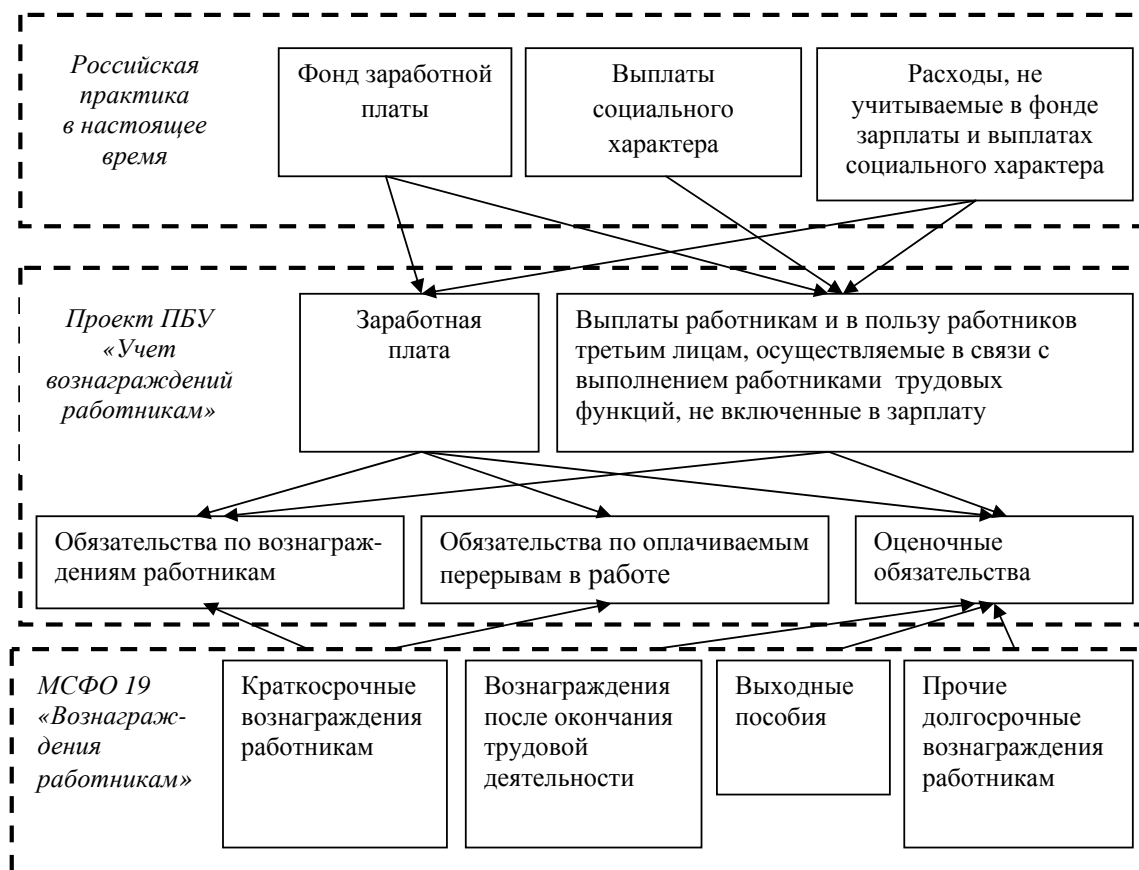 Российская
практика
в настоящее
время
Фонд заработной
платы
Выплаты
социального
характера
Расходы, не
учитываемые в фонде
зарплаты и выплатах
социального характера
Проект ПБУ
«Учет
вознаграждений
работникам»
Заработная
плата
Выплаты работникам и в пользу работников
третьим лицам, осуществляемые в связи с
выполнением работниками трудовых
функций, не включенные в зарплату
Обязательства по вознаграж-
дениям работникам
Обязательства по оплачиваемым
перерывам в работе
Оценочные
обязательства
МСФО 19
«Вознаграж-
дения
работникам»
Краткосрочные
вознаграждения
работникам
Вознаграждения
после окончания
трудовой
деятельности
Выходные
пособия
Прочие
долгосрочные
вознаграждения
работникам